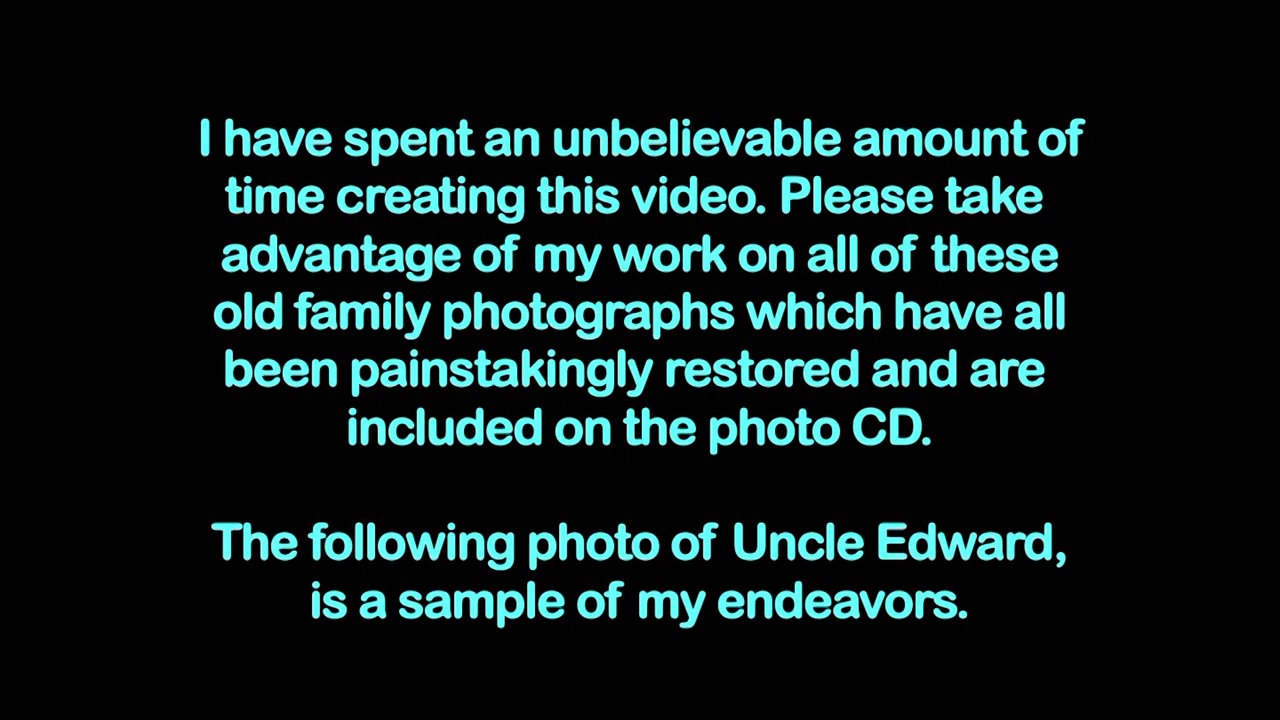 I have spent an unbelievable amount of
time creating this video. Please take
advantage of my work on all of these
old family photographs which have all
been painstakingly restored and are
included on the photo CD.
The following photo of Uncle Edward,
is a sample of my endeavors.